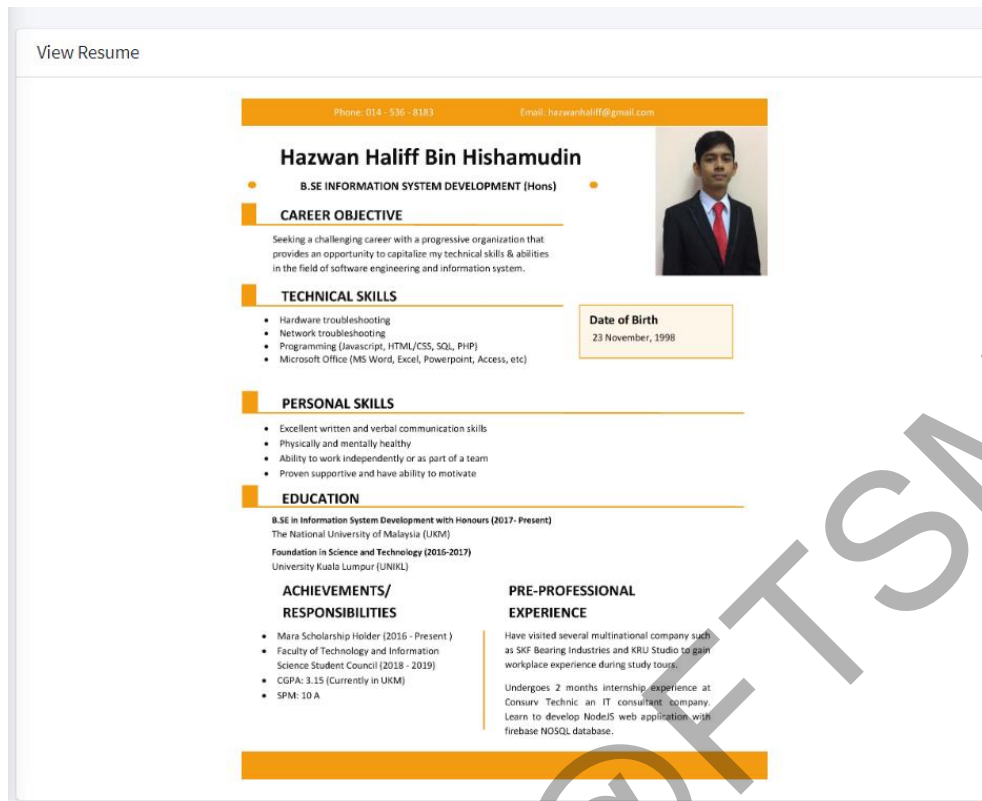 View Resume
Phone: 014 - 536 - 8183
Email: hazwanhaliff@gmail.com
Hazwan Haliff Bin Hishamudin
B.SE INFORMATION SYSTEM DEVELOPMENT (Hons)
CAREER OBJECTIVE
Seeking a challenging career with a progressive organization that
provides an opportunity to capitalize my technical skills & abilities
in the field of software engineering and information system.
TECHNICAL SKILLS
• Hardware troubleshooting
• Network troubleshooting
• Programming (Javascript, HTML/CSS, SQL, PHP)
• Microsoft Office (MS Word, Excel, Powerpoint, Access, etc)
Date of Birth
23 November, 1998
PERSONAL SKILLS
• Excellent written and verbal communication skills
• Physically and mentally healthy
• Ability to work independently or as part of a team
• Proven supportive and have ability to motivate
EDUCATION
B.SE in Information System Development with Honours (2017- Present)
The National University of Malaysia (UKM)
Foundation in Science and Technology (2016-2017)
University Kuala Lumpur (UNIKL)
ACHIEVEMENTS/
RESPONSIBILITIES
• Mara Scholarship Holder (2016 - Present )
• Faculty of Technology and Information
Science Student Council (2018 - 2019)
• CGPA: 3.15 (Currently in UKM)
• SPM: 10 A
PRE-PROFESSIONAL
EXPERIENCE
Have visited several multinational company such
as SKF Bearing Industries and KRU Studio to gain
workplace experience during study tours.
Undergoes 2 months internship experience at
Consurv Technic an IT consultant company.
Learn to develop NodeJS web application with
firebase NOSQL database.
@FTSM